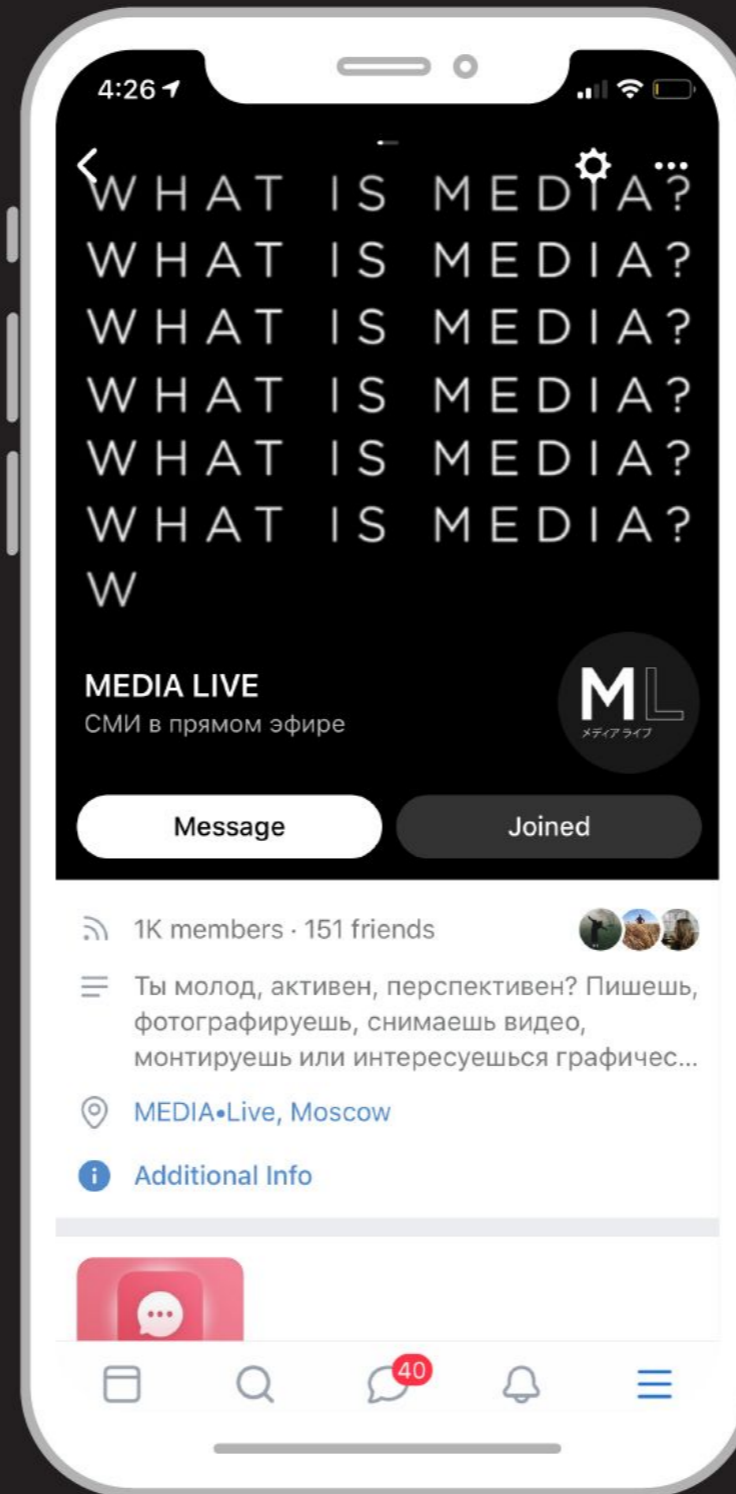 4:26
WHAT IS MEDIA?
WHAT IS MEDIA?
WHAT IS MEDIA?
WHAT IS MEDIA?
WHAT IS MEDIA?
WHAT IS MEDIA?
W
MEDIA LIVE
СМИ в прямом эфире
ML
メディアライブ
Message
Joined
1K members · 151 friends
Ты молод, активен, перспективен? Пишешь,
фотографируешь, снимаешь видео,
монтируешь или интересуешься графичес...
MEDIA•Live, Moscow
Additional Info
40